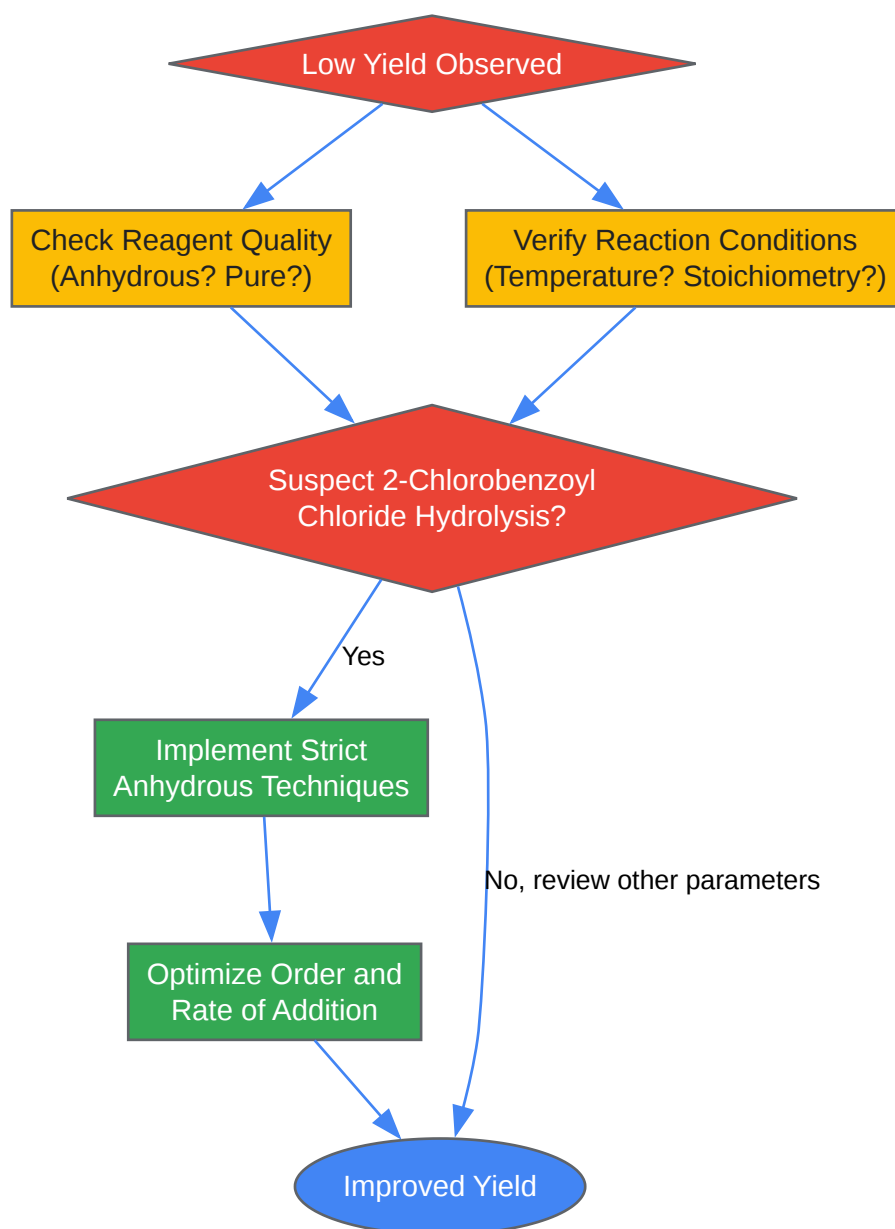 Low Yield Observed
Check Reagent Quality
(Anhydrous? Pure?)
Verify Reaction Conditions
(Temperature? Stoichiometry?)
Suspect 2-Chlorobenzoyl
Chloride Hydrolysis?
Yes
Implement Strict
Anhydrous Techniques
No, review other parameters
Optimize Order and
Rate of Addition
Improved Yield